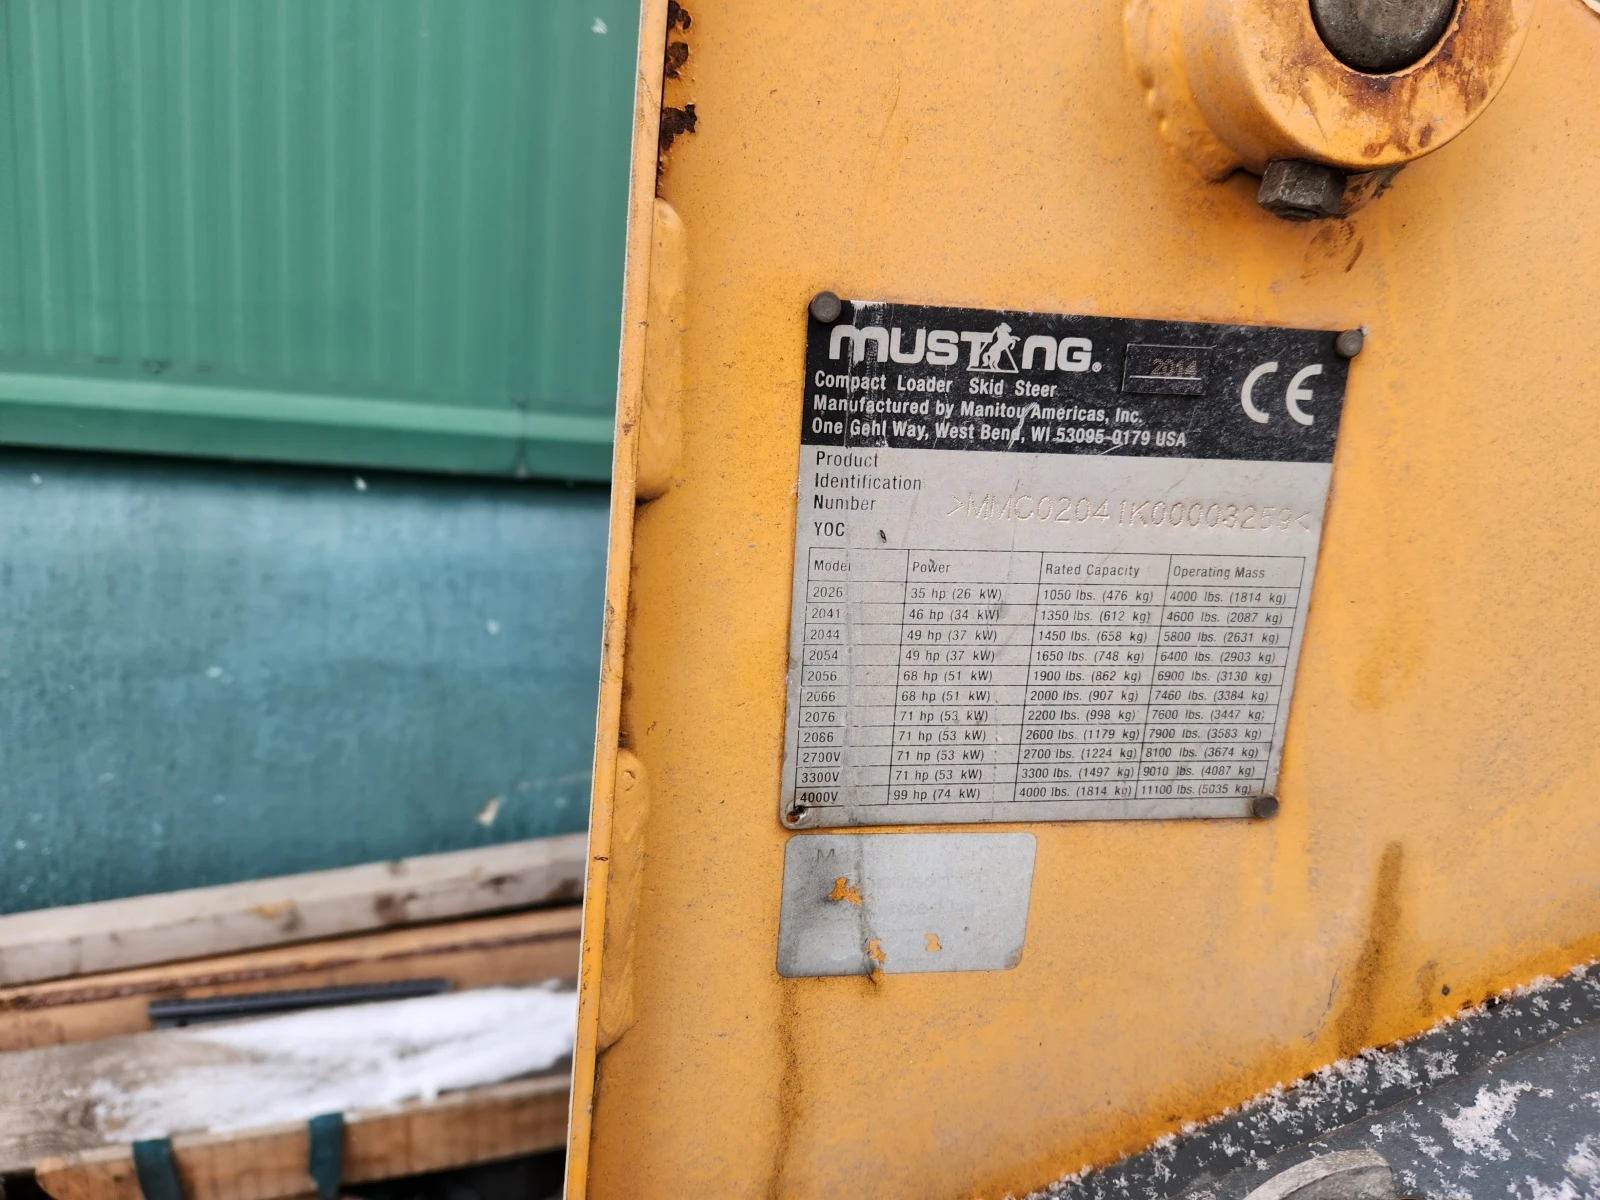 MUSTANG® 2014 CE
Compact Loader Skid Steer
Manufactured by Manitou Americas, Inc.
One Gehl Way, West Bend, WI 53095-0179 USA
Product
Identification
Number >MMC02041K00003259<
YOC
Model Power Rated Capacity Operating Mass
2026 35 hp (26 kW) 1050 lbs. (476 kg) 4000 lbs. (1814 kg)
2041 46 hp (34 kW) 1350 lbs. (612 kg) 4600 lbs. (2087 kg)
2044 49 hp (37 kW) 1450 lbs. (658 kg) 5800 lbs. (2631 kg)
2054 49 hp (37 kW) 1650 lbs. (748 kg) 6400 lbs. (2903 kg)
2056 68 hp (51 kW) 1900 lbs. (862 kg) 6900 lbs. (3130 kg)
2066 68 hp (51 kW) 2000 lbs. (907 kg) 7460 lbs. (3384 kg)
2076 71 hp (53 kW) 2200 lbs. (998 kg) 7600 lbs. (3447 kg)
2086 71 hp (53 kW) 2600 lbs. (1179 kg) 7900 lbs. (3583 kg)
2700V 71 hp (53 kW) 2700 lbs. (1224 kg) 8100 lbs. (3674 kg)
3300V 71 hp (53 kW) 3300 lbs. (1497 kg) 9010 lbs. (4087 kg)
4000V 99 hp (74 kW) 4000 lbs. (1814 kg) 11100 lbs. (5035 kg)